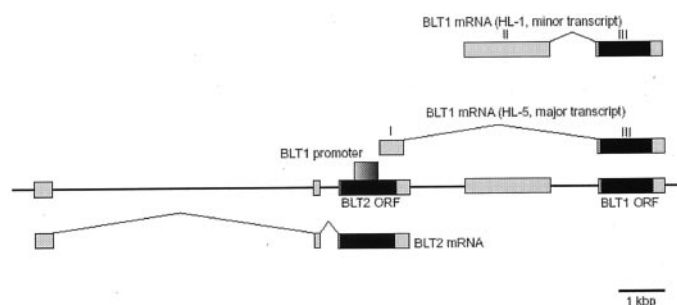 BLT1 mRNA (HL-1, minor transcript)
II III
BLT1 mRNA (HL-5, major transcript)
I III
BLT1 promoter
BLT2 ORF BLT1 ORF
BLT2 mRNA
1 kbp